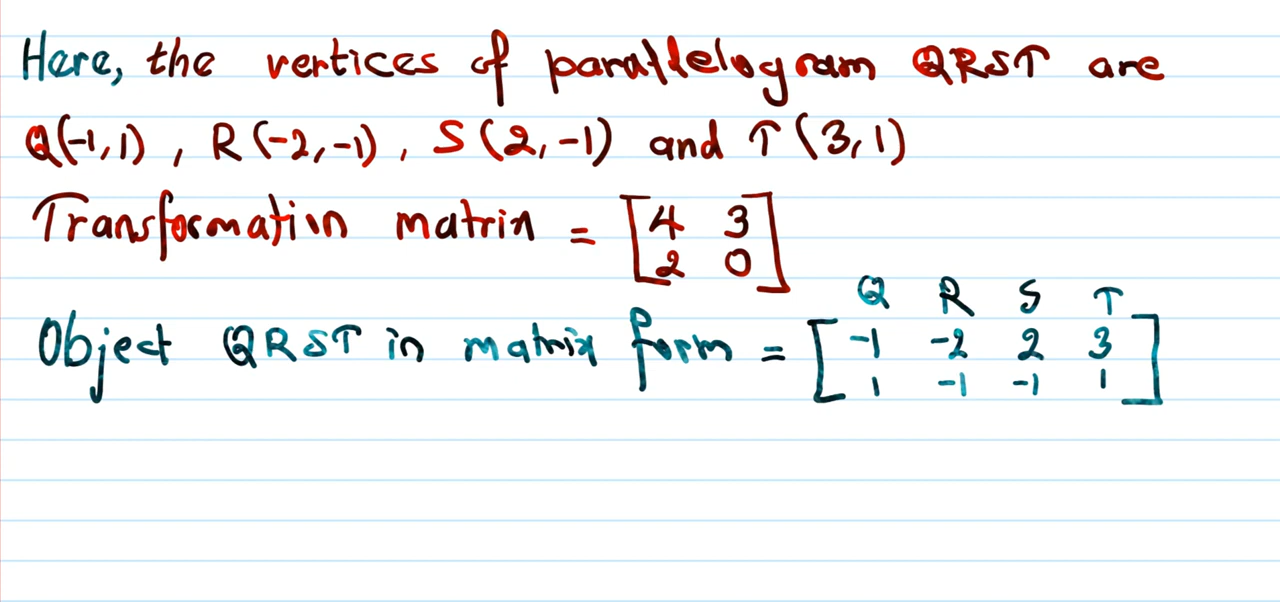 Here, the vertices of parallelogram QRST are
Q(-1,1), R(-2,-1), S(2,-1) and T(3,1)
Transformation matrix = [4 3
2 0]
Q R S T
Object QRST in matrix form = [-1 -2 2 3
1 -1 -1 1]